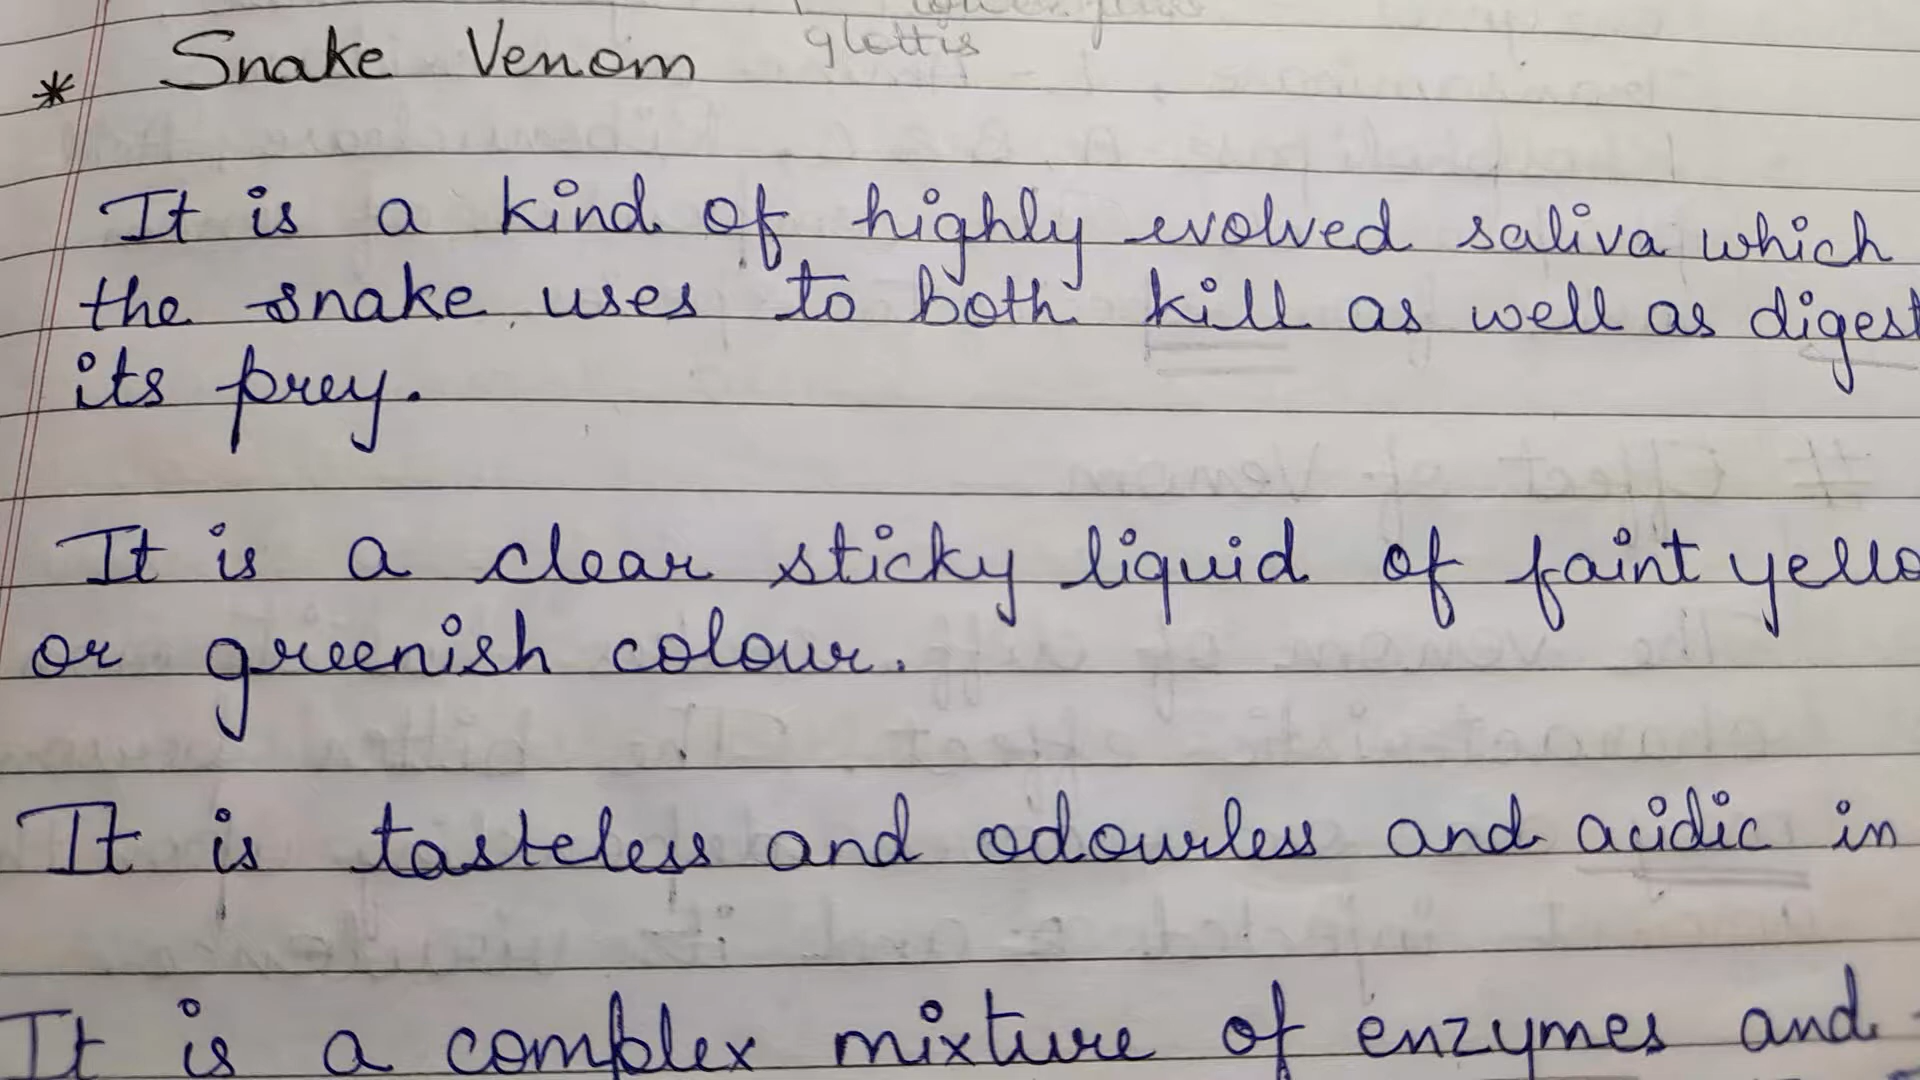 glottis
* Snake Venom
It is a kind of highly evolved saliva which
the snake uses to both kill as well as digest
its prey.
It is a clear sticky liquid of faint yello
or greenish colour.
It is tasteless and odourless and acidic in
It is a complex mixture of enzymes and